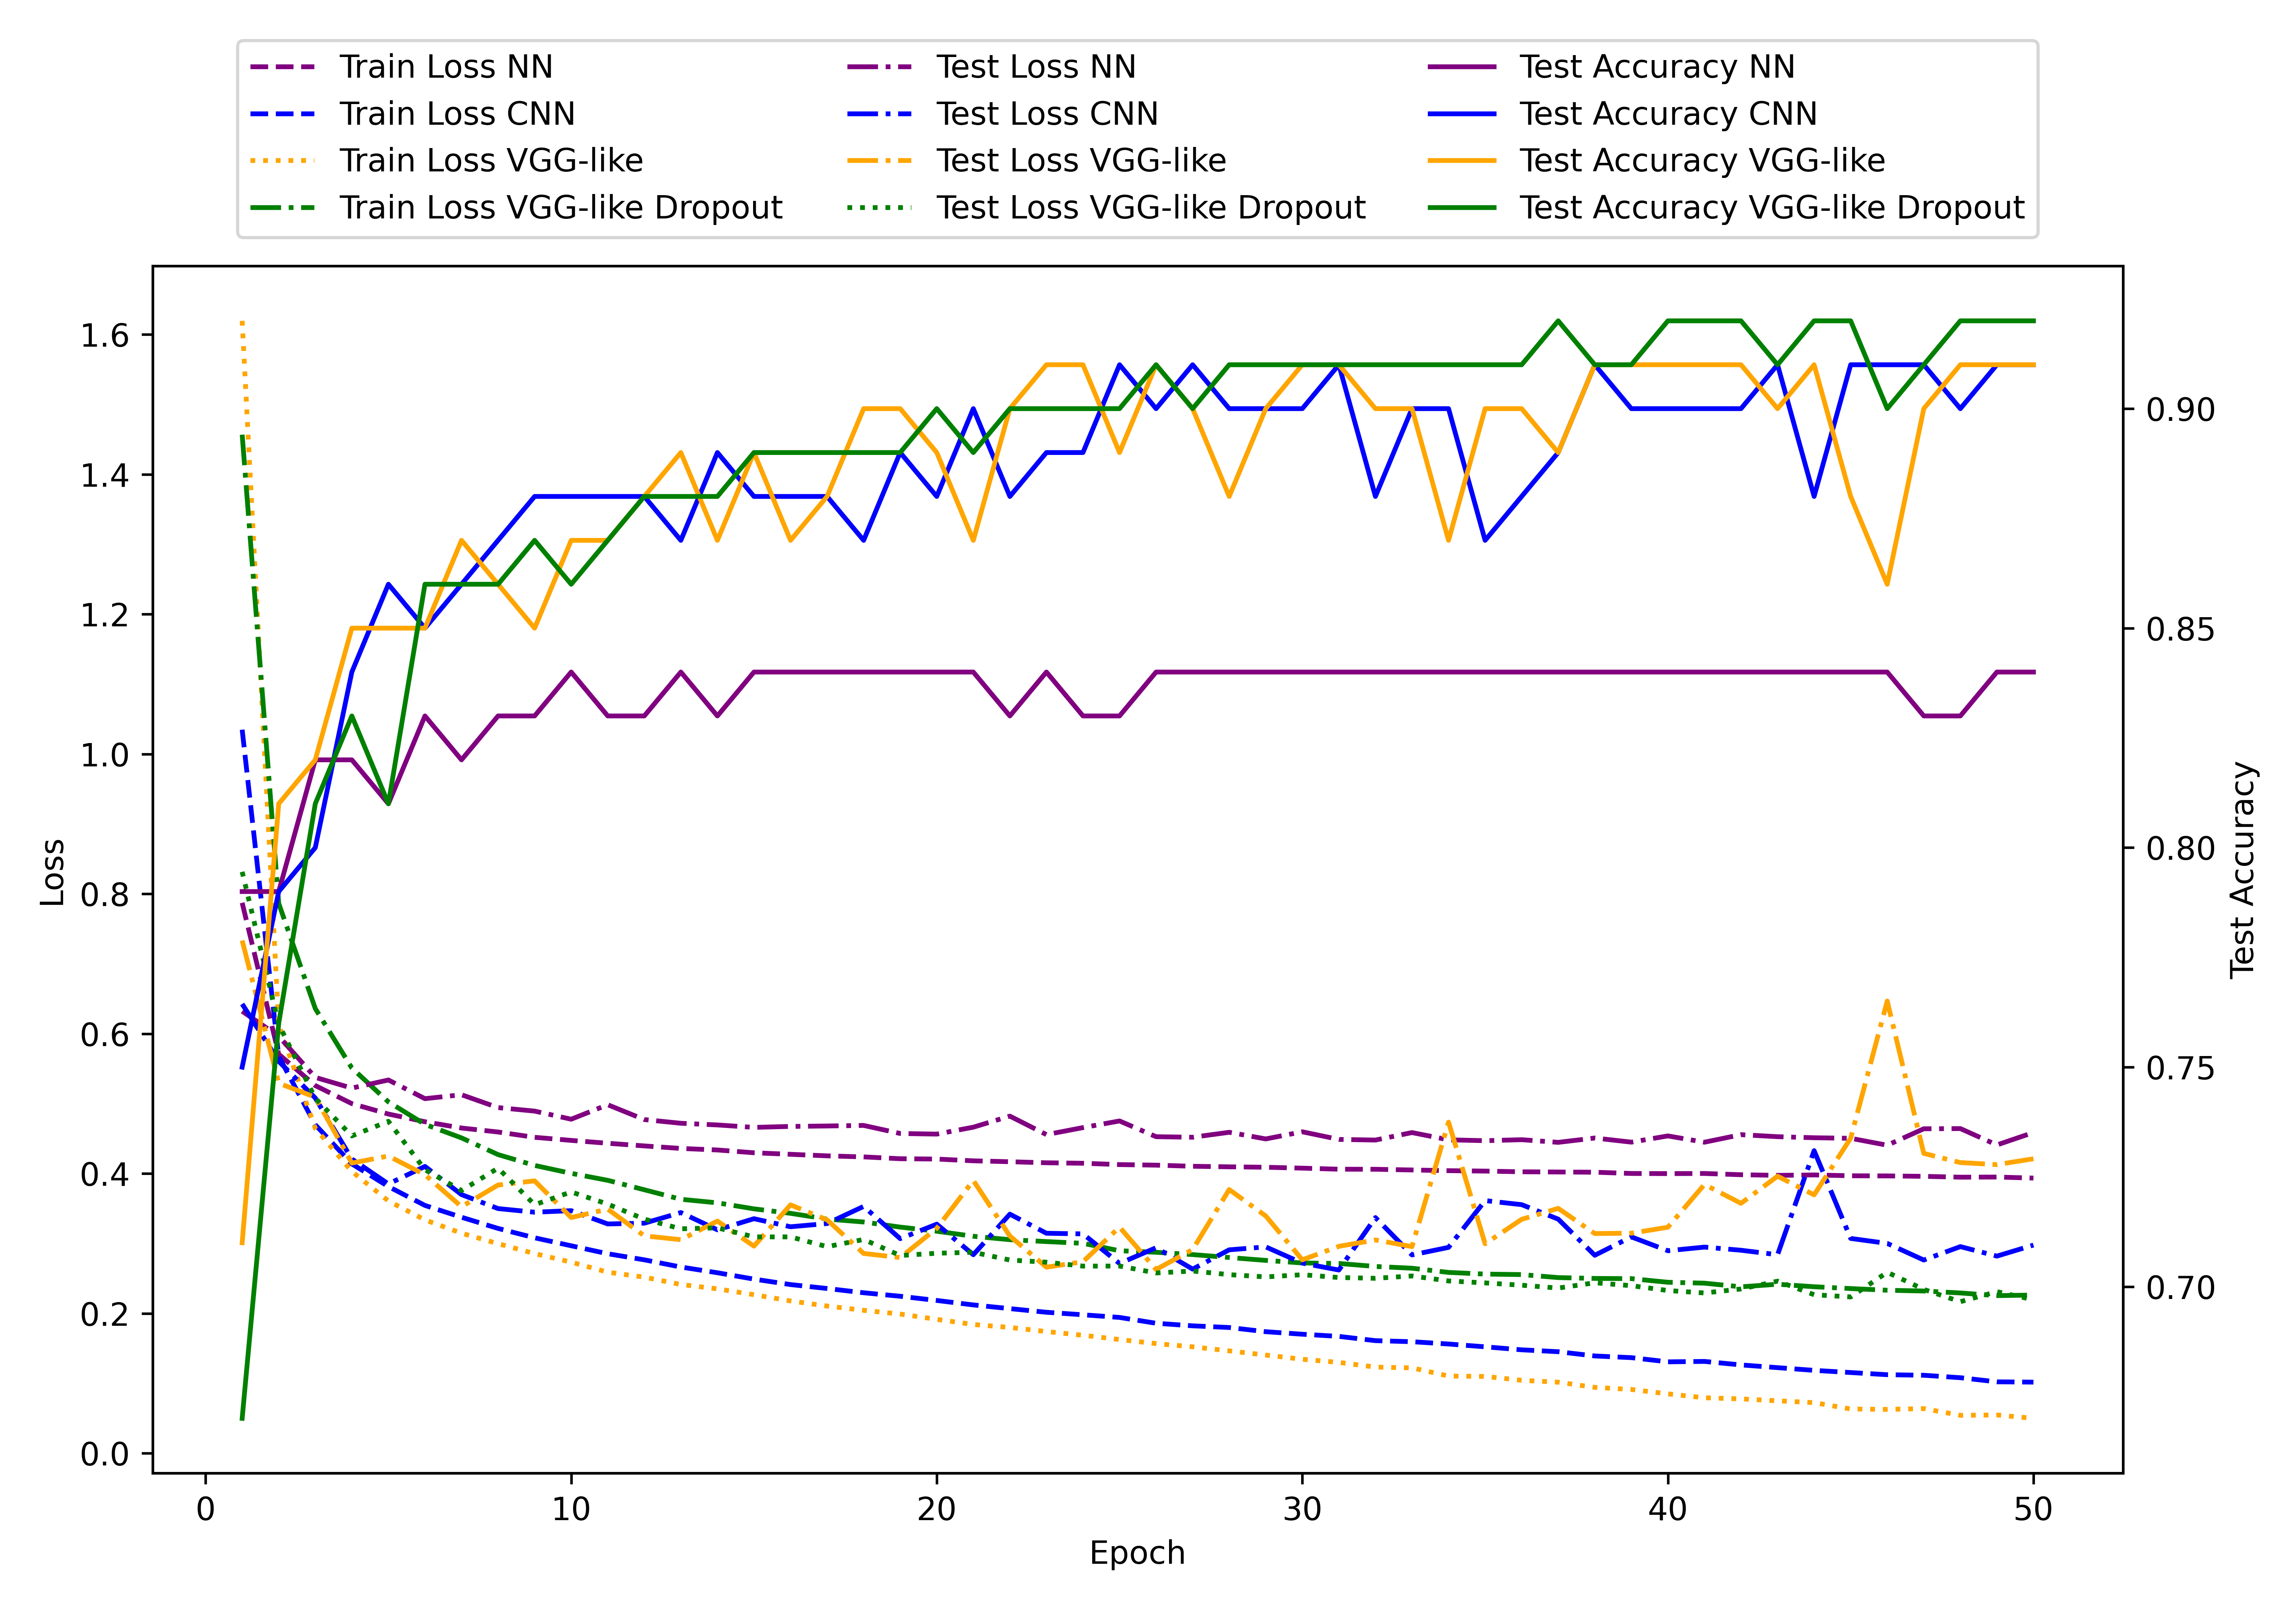 Train Loss NN
Train Loss CNN
Train Loss VGG-like
Train Loss VGG-like Dropout
Test Loss NN
Test Loss CNN
Test Loss VGG-like
Test Loss VGG-like Dropout
Test Accuracy NN
Test Accuracy CNN
Test Accuracy VGG-like
Test Accuracy VGG-like Dropout
Loss
1.6
1.4
1.2
1.0
0.8
0.6
0.4
0.2
0.0
0.90
0.85
0.80
0.75
0.70
Test Accuracy
0
10
20
30
40
50
Epoch